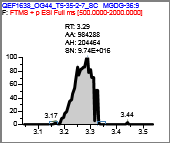 QEF1638_OG44_T5-35-2-7_SC MGDG-36:9
F: FTMS + p ESI Full ms [500.0000-2000.0000]
RT: 3.29
AA: 984288
AH: 204464
SN: 9.74E+016
100
80
60
40
20
0
3.17
3.44
3.1 3.2 3.3 3.4 3.5